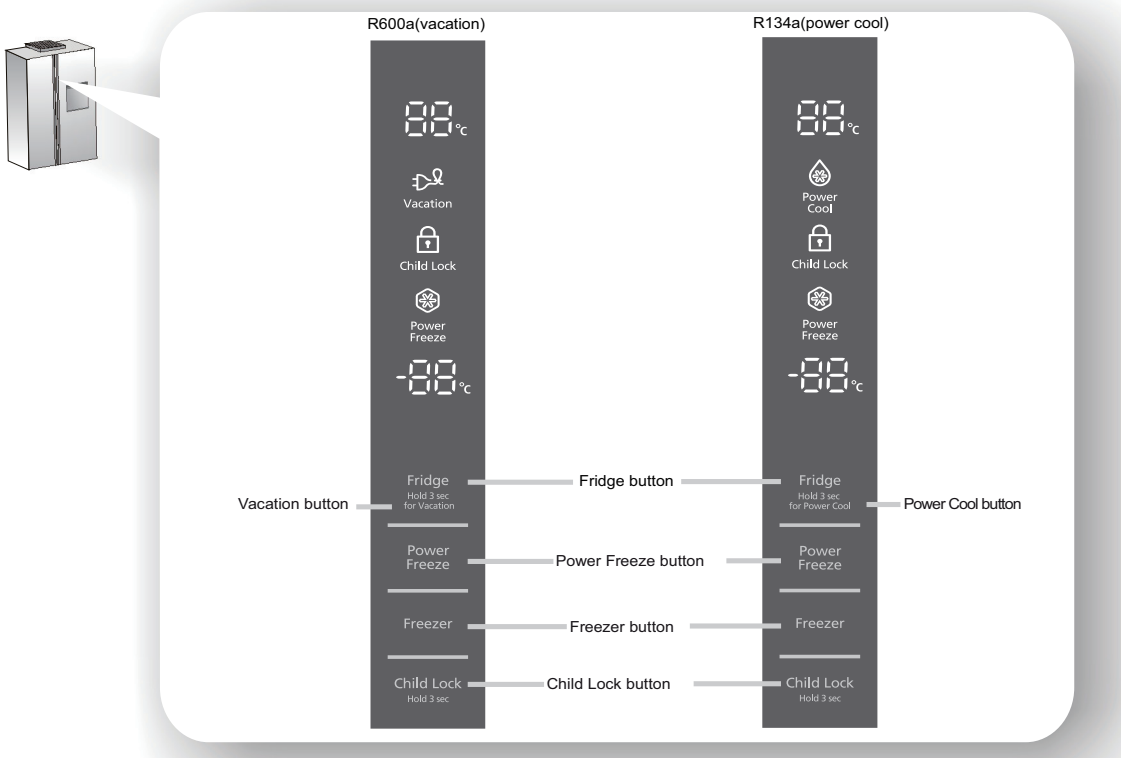 R600a(vacation)
R134a(power cool)
88°c
Vacation
Child Lock
Power
Freeze
-88°c
Fridge
Hold 3 sec
for Vacation
Power
Freeze
Freezer
Child Lock
Hold 3 sec
88°c
Power
Cool
Child Lock
Power
Freeze
-88°c
Fridge
Hold 3 sec
for Power Cool
Power
Freeze
Freezer
Child Lock
Hold 3 sec
Vacation button
Fridge button
Power Cool button
Power Freeze button
Freezer button
Child Lock button